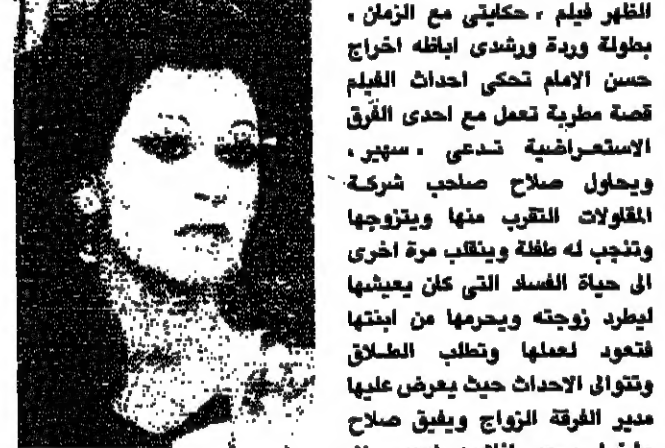 الظهر فيلم « حكايتى مع الزمان »
بطولة وردة ورشدى اباظه اخراج
حسن الامام تحكى احداث الفيلم
قصة مطربة تعمل مع احدى الفرق
الاستعراضية تدعى « سهير »
ويحاول صلاح صاحب شركة
المقاولات التقرب منها ويتزوجها
وتنجب له طفلة وينقلب مرة اخرى
الى حياة الفساد التى كان يعيشها
ليطرد زوجته ويحرمها من ابنتها
فتعود لعملها وتطلب الطلاق
وتتوالى الاحداث حيث يعرض عليها
مدير الفرقة الزواج ويفيق صلاح